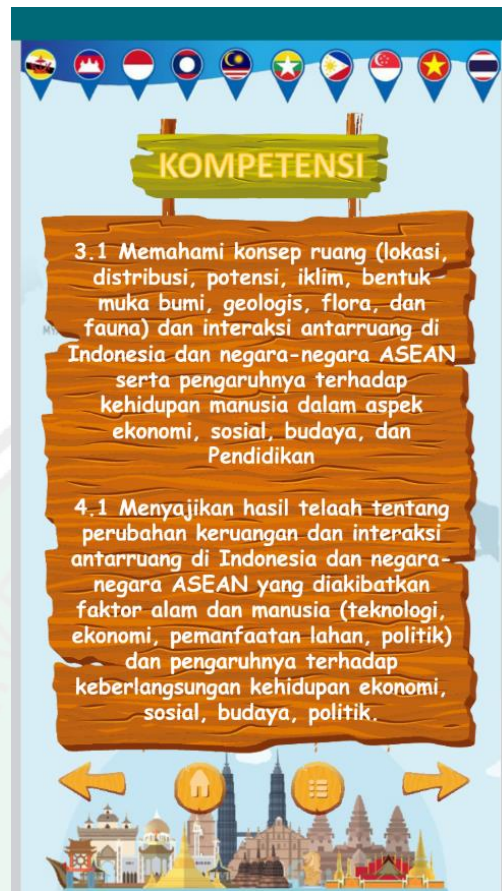 KOMPETENSI
3.1 Memahami konsep ruang (lokasi,
distribusi, potensi, iklim, bentuk
muka bumi, geologis, flora, dan
fauna) dan interaksi antarruang di
Indonesia dan negara-negara ASEAN
serta pengaruhnya terhadap
kehidupan manusia dalam aspek
ekonomi, sosial, budaya, dan
Pendidikan
4.1 Menyajikan hasil telaah tentang
perubahan keruangan dan interaksi
antarruang di Indonesia dan negara-
negara ASEAN yang diakibatkan
faktor alam dan manusia (teknologi,
ekonomi, pemanfaatan lahan, politik)
dan pengaruhnya terhadap
keberlangsungan kehidupan ekonomi,
sosial, budaya, politik.